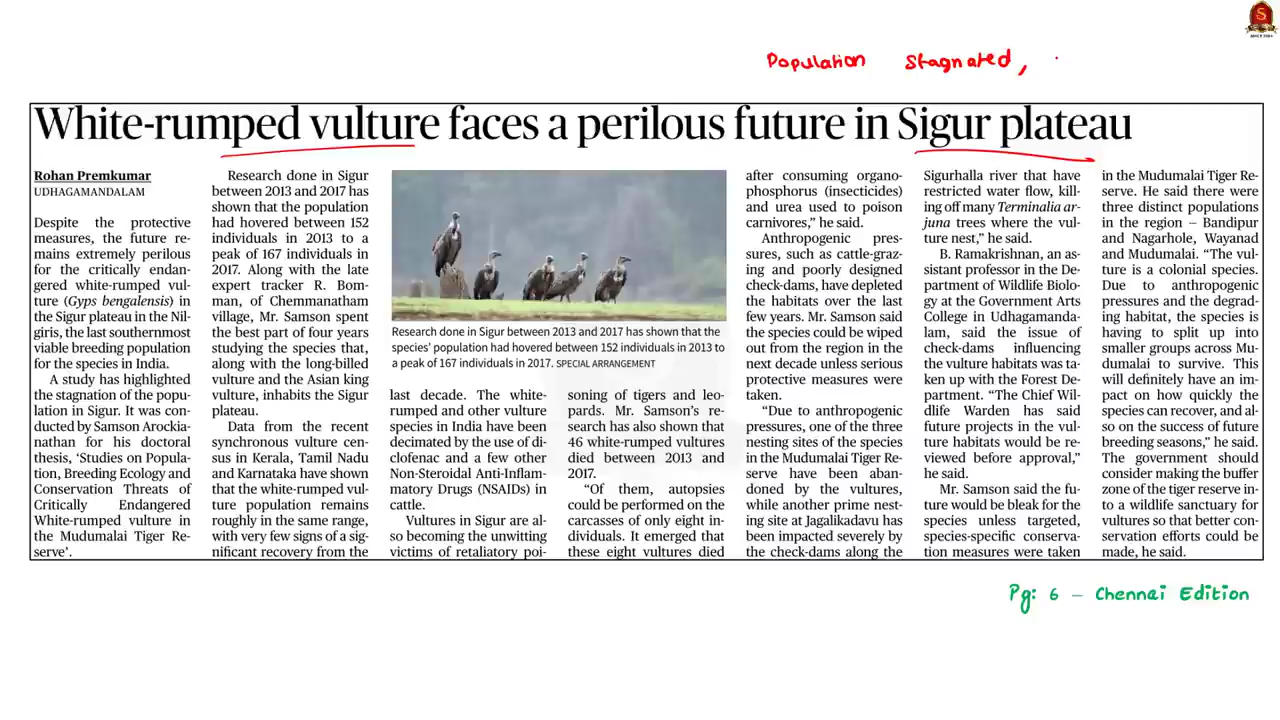 Population stagnated,
White-rumped vulture faces a perilous future in Sigur plateau
Rohan Premkumar
UDHAGAMANDALAM
Despite the protective
measures, the future re-
mains extremely perilous
for the critically endan-
gered white-rumped vul-
ture (Gyps bengalensis) in
the Sigur plateau in the Nil-
giris, the last southernmost
viable breeding population
for the species in India.
A study has highlighted
the stagnation of the popu-
lation in Sigur. It was con-
ducted by Samson Arockia-
nathan for his doctoral
thesis, ‘Studies on Popula-
tion, Breeding Ecology and
Conservation Threats of
Critically Endangered
White-rumped vulture in
the Mudumalai Tiger Re-
serve’.
Research done in Sigur
between 2013 and 2017 has
shown that the population
had hovered between 152
individuals in 2013 to a
peak of 167 individuals in
2017. Along with the late
expert tracker R. Bom-
man, of Chemmanatham
village, Mr. Samson spent
the best part of four years
studying the species that,
along with the long-billed
vulture and the Asian king
vulture, inhabits the Sigur
plateau.
Data from the recent
synchronous vulture cen-
sus in Kerala, Tamil Nadu
and Karnataka have shown
that the white-rumped vul-
ture population remains
roughly in the same range,
with very few signs of a sig-
nificant recovery from the
Research done in Sigur between 2013 and 2017 has shown that the
species’ population had hovered between 152 individuals in 2013 to
a peak of 167 individuals in 2017. SPECIAL ARRANGEMENT
last decade. The white-
rumped and other vulture
species in India have been
decimated by the use of di-
clofenac and a few other
Non-Steroidal Anti-Inflam-
matory Drugs (NSAIDs) in
cattle.
Vultures in Sigur are al-
so becoming the unwitting
victims of retaliatory poi-
soning of tigers and leo-
pards. Mr. Samson’s re-
search has also shown that
46 white-rumped vultures
died between 2013 and
2017.
“Of them, autopsies
could be performed on the
carcasses of only eight in-
dividuals. It emerged that
these eight vultures died
after consuming organo-
phosphorus (insecticides)
and urea used to poison
carnivores,” he said.
Anthropogenic pres-
sures, such as cattle-graz-
ing and poorly designed
check-dams, have depleted
the habitats over the last
few years. Mr. Samson said
the species could be wiped
out from the region in the
next decade unless serious
protective measures were
taken.
“Due to anthropogenic
pressures, one of the three
nesting sites of the species
in the Mudumalai Tiger Re-
serve have been aban-
doned by the vultures,
while another prime nest-
ing site at Jagalikadavu has
been impacted severely by
the check-dams along the
Sigurhalla river that have
restricted water flow, kill-
ing off many Terminalia ar-
juna trees where the vul-
ture nest,” he said.
B. Ramakrishnan, an as-
sistant professor in the De-
partment of Wildlife Biolo-
gy at the Government Arts
College in Udhagamanda-
lam, said the issue of
check-dams influencing
the vulture habitats was ta-
ken up with the Forest De-
partment. “The Chief Wil-
dlife Warden has said
future projects in the vul-
ture habitats would be re-
viewed before approval,”
he said.
Mr. Samson said the fu-
ture would be bleak for the
species unless targeted,
species-specific conserva-
tion measures were taken
in the Mudumalai Tiger Re-
serve. He said there were
three distinct populations
in the region – Bandipur
and Nagarhole, Wayanad
and Mudumalai. “The vul-
ture is a colonial species.
Due to anthropogenic
pressures and the degrad-
ing habitat, the species is
having to split up into
smaller groups across Mu-
dumalai to survive. This
will definitely have an im-
pact on how quickly the
species can recover, and al-
so on the success of future
breeding seasons,” he said.
The government should
consider making the buffer
zone of the tiger reserve in-
to a wildlife sanctuary for
vultures so that better con-
servation efforts could be
made, he said.
Pg: 6 – Chennai Edition